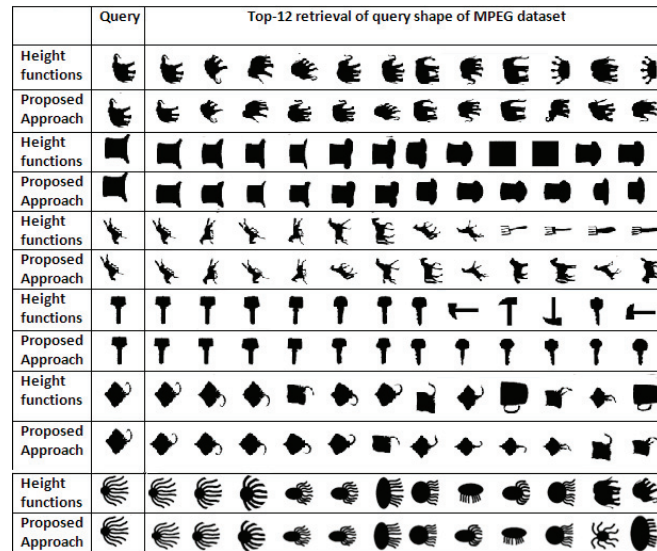 Query Top-12 retrieval of query shape of MPEG dataset
Height
functions
Proposed
Approach
Height
functions
Proposed
Approach
Height
functions
Proposed
Approach
Height
functions
Proposed
Approach
Height
functions
Proposed
Approach
Height
functions
Proposed
Approach